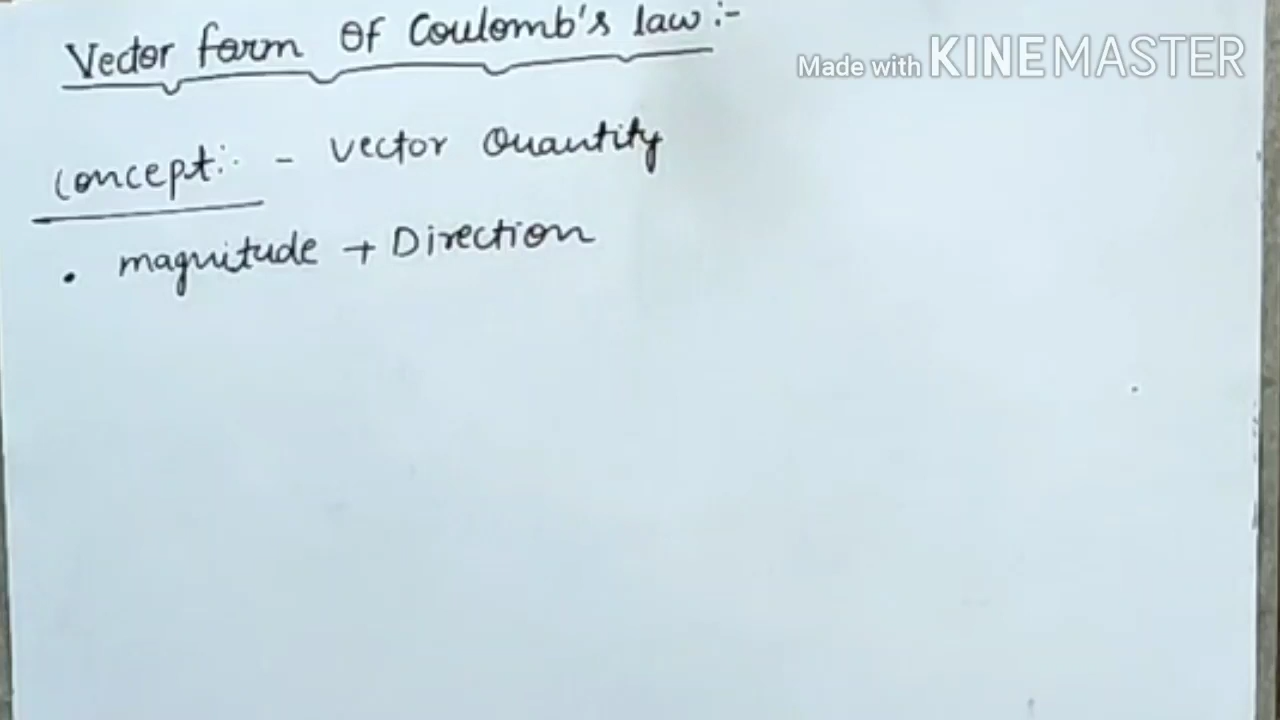 Vector form Of Coulomb's law :-
Made with KINEMASTER
Concept :- - Vector Quantity
• magnitude + Direction